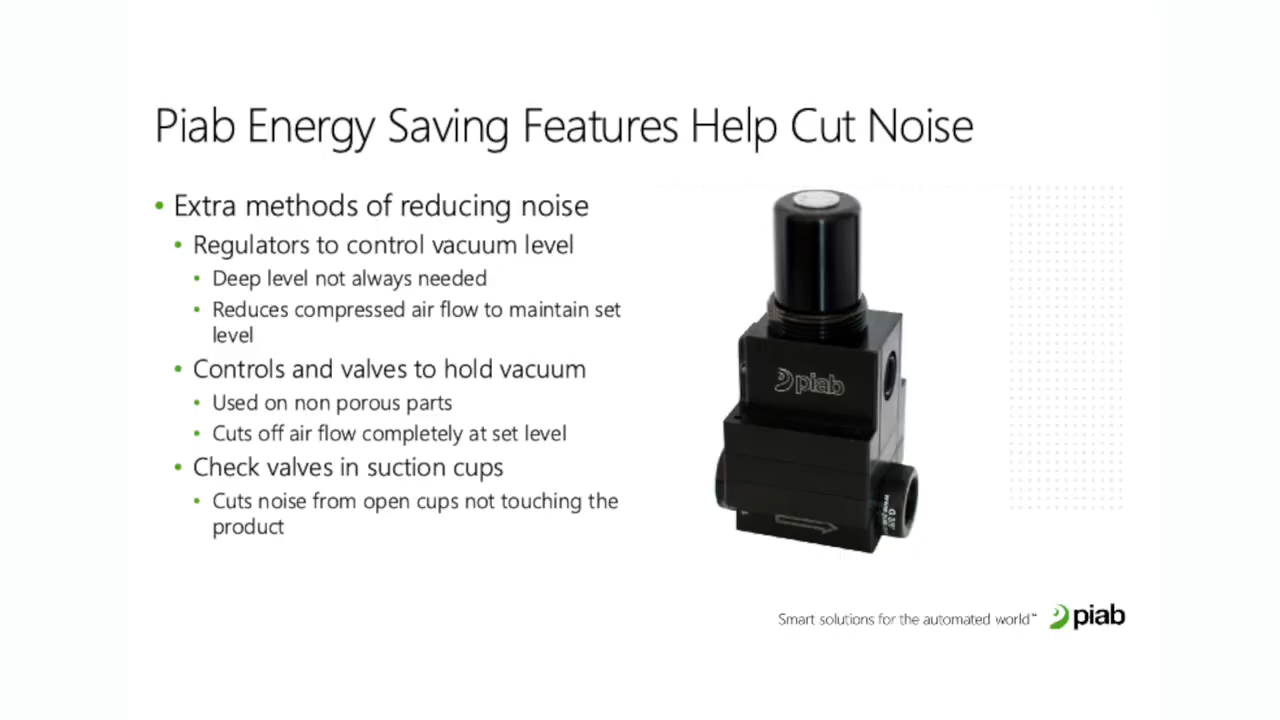 Piab Energy Saving Features Help Cut Noise
• Extra methods of reducing noise
• Regulators to control vacuum level
• Deep level not always needed
• Reduces compressed air flow to maintain set
level
• Controls and valves to hold vacuum
• Used on non porous parts
• Cuts off air flow completely at set level
• Check valves in suction cups
• Cuts noise from open cups not touching the
product
piab
Smart solutions for the automated world™
piab